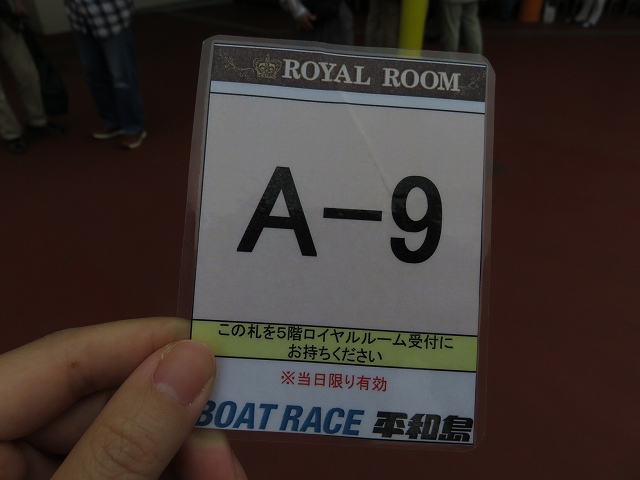 ROYAL ROOM
A-9
この札を5階ロイヤルルーム受付に
お持ちください
※当日限り有効
BOAT RACE 平和島